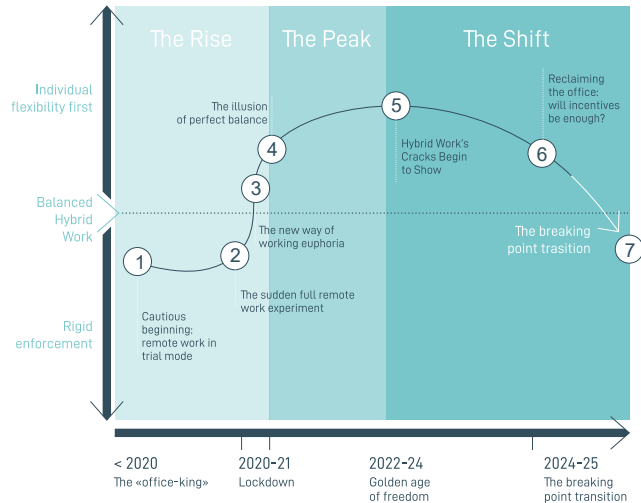 The Rise
The Peak
The Shift
Individual
flexibility first
Balanced
Hybrid
Work
Rigid
enforcement
1
Cautious
beginning:
remote work in
trial mode
2
The sudden full remote
work experiment
3
The new way of
working euphoria
4
The illusion
of perfect balance
5
Hybrid Work's
Cracks Begin
to Show
6
Reclaiming
the office:
will incentives
be enough?
7
The breaking
point trasition
< 2020
The «office-king»
2020-21
Lockdown
2022-24
Golden age
of freedom
2024-25
The breaking
point transition